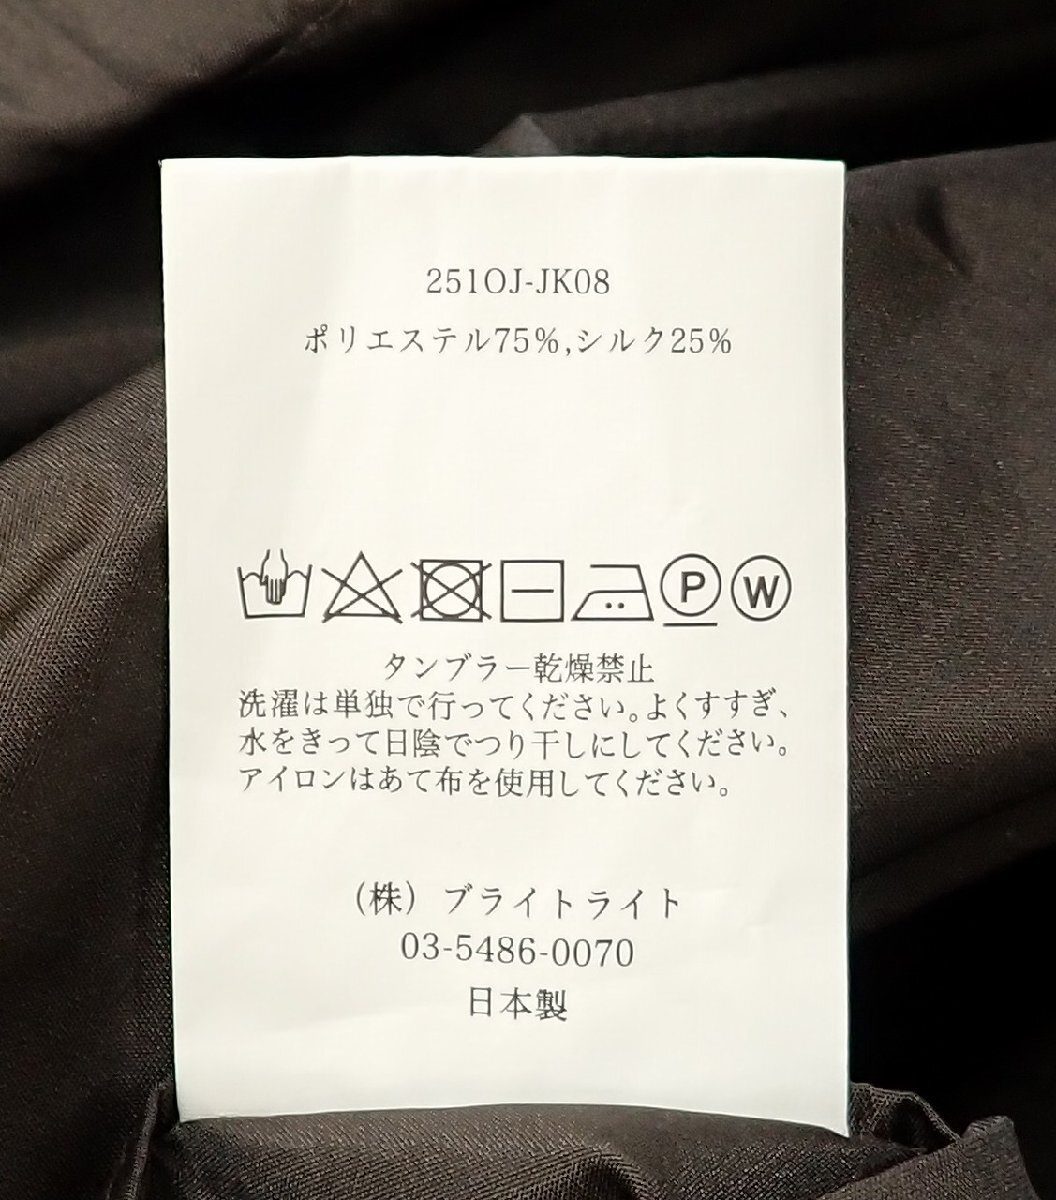 251OJ-JK08
ポリエステル75%,シルク25%
P W
タンブラー乾燥禁止
洗濯は単独で行ってください。よくすすぎ、
水をきって日陰でつり干しにしてください。
アイロンはあて布を使用してください。
（株）ブライトライト
03-5486-0070
日本製